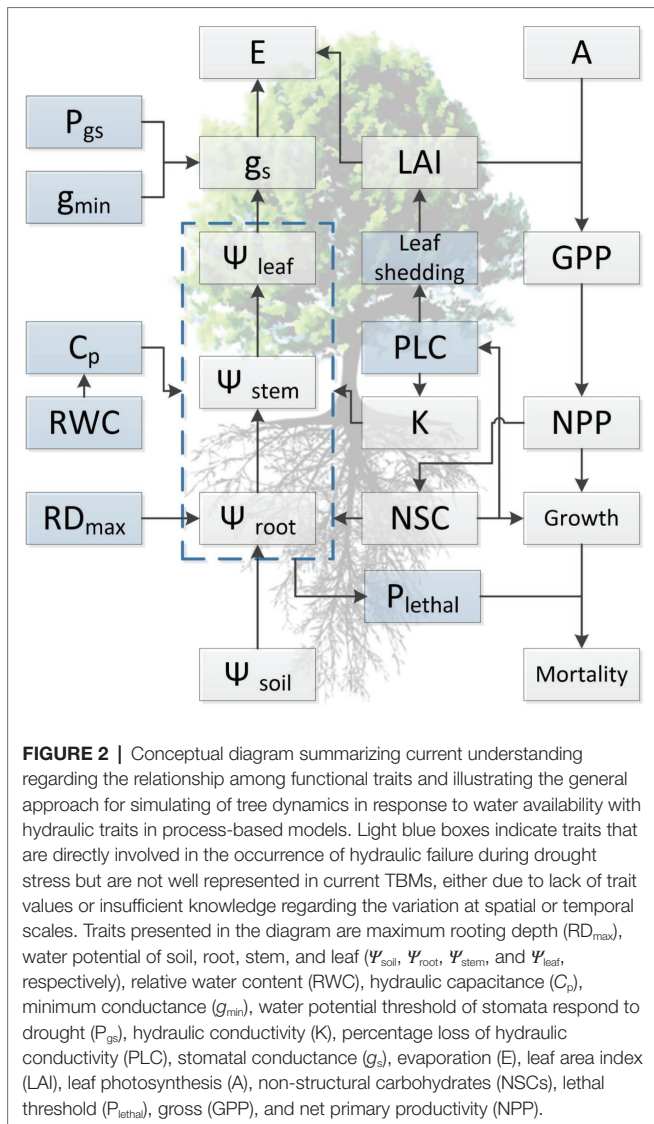 E
A
P gs
g s
LAI
g min
Ψ leaf
Leaf
shedding
GPP
C p
Ψ stem
PLC
RWC
K
NPP
RD max
Ψ root
NSC
Growth
P lethal
Ψ soil
Mortality
FIGURE 2 | Conceptual diagram summarizing current understanding
regarding the relationship among functional traits and illustrating the general
approach for simulating of tree dynamics in response to water availability with
hydraulic traits in process-based models. Light blue boxes indicate traits that
are directly involved in the occurrence of hydraulic failure during drought
stress but are not well represented in current TBMs, either due to lack of trait
values or insufficient knowledge regarding the variation at spatial or temporal
scales. Traits presented in the diagram are maximum rooting depth (RDmax),
water potential of soil, root, stem, and leaf (Ψsoil, Ψroot, Ψstem, and Ψleaf,
respectively), relative water content (RWC), hydraulic capacitance (Cp),
minimum conductance (gmin), water potential threshold of stomata respond to
drought (Pgs), hydraulic conductivity (K), percentage loss of hydraulic
conductivity (PLC), stomatal conductance (gs), evaporation (E), leaf area index
(LAI), leaf photosynthesis (A), non-structural carbohydrates (NSCs), lethal
threshold (Plethal), gross (GPP), and net primary productivity (NPP).